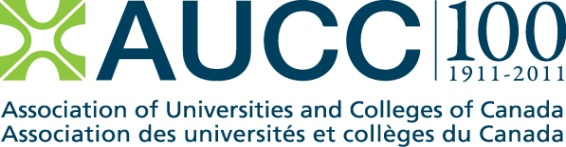 AUCC 100
1911-2011
Association of Universities and Colleges of Canada
Association des universités et collèges du Canada